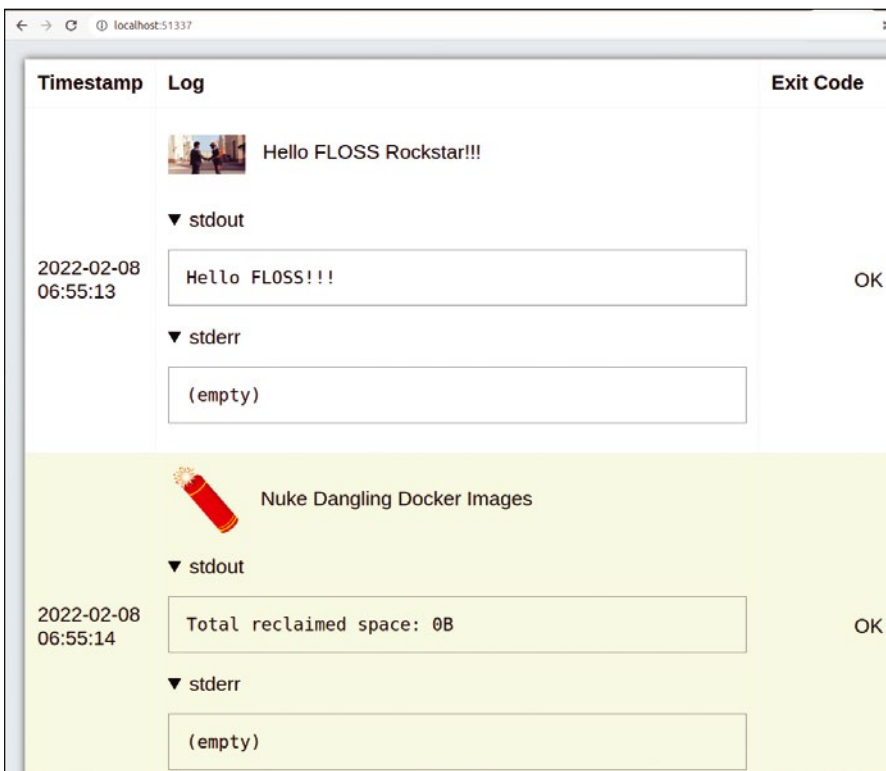 localhost:51337
Timestamp Log Exit Code
Hello FLOSS Rockstar!!!
▼ stdout
2022-02-08
06:55:13
Hello FLOSS!!!
OK
▼ stderr
(empty)
Nuke Dangling Docker Images
▼ stdout
2022-02-08
06:55:14
Total reclaimed space: 0B
OK
▼ stderr
(empty)